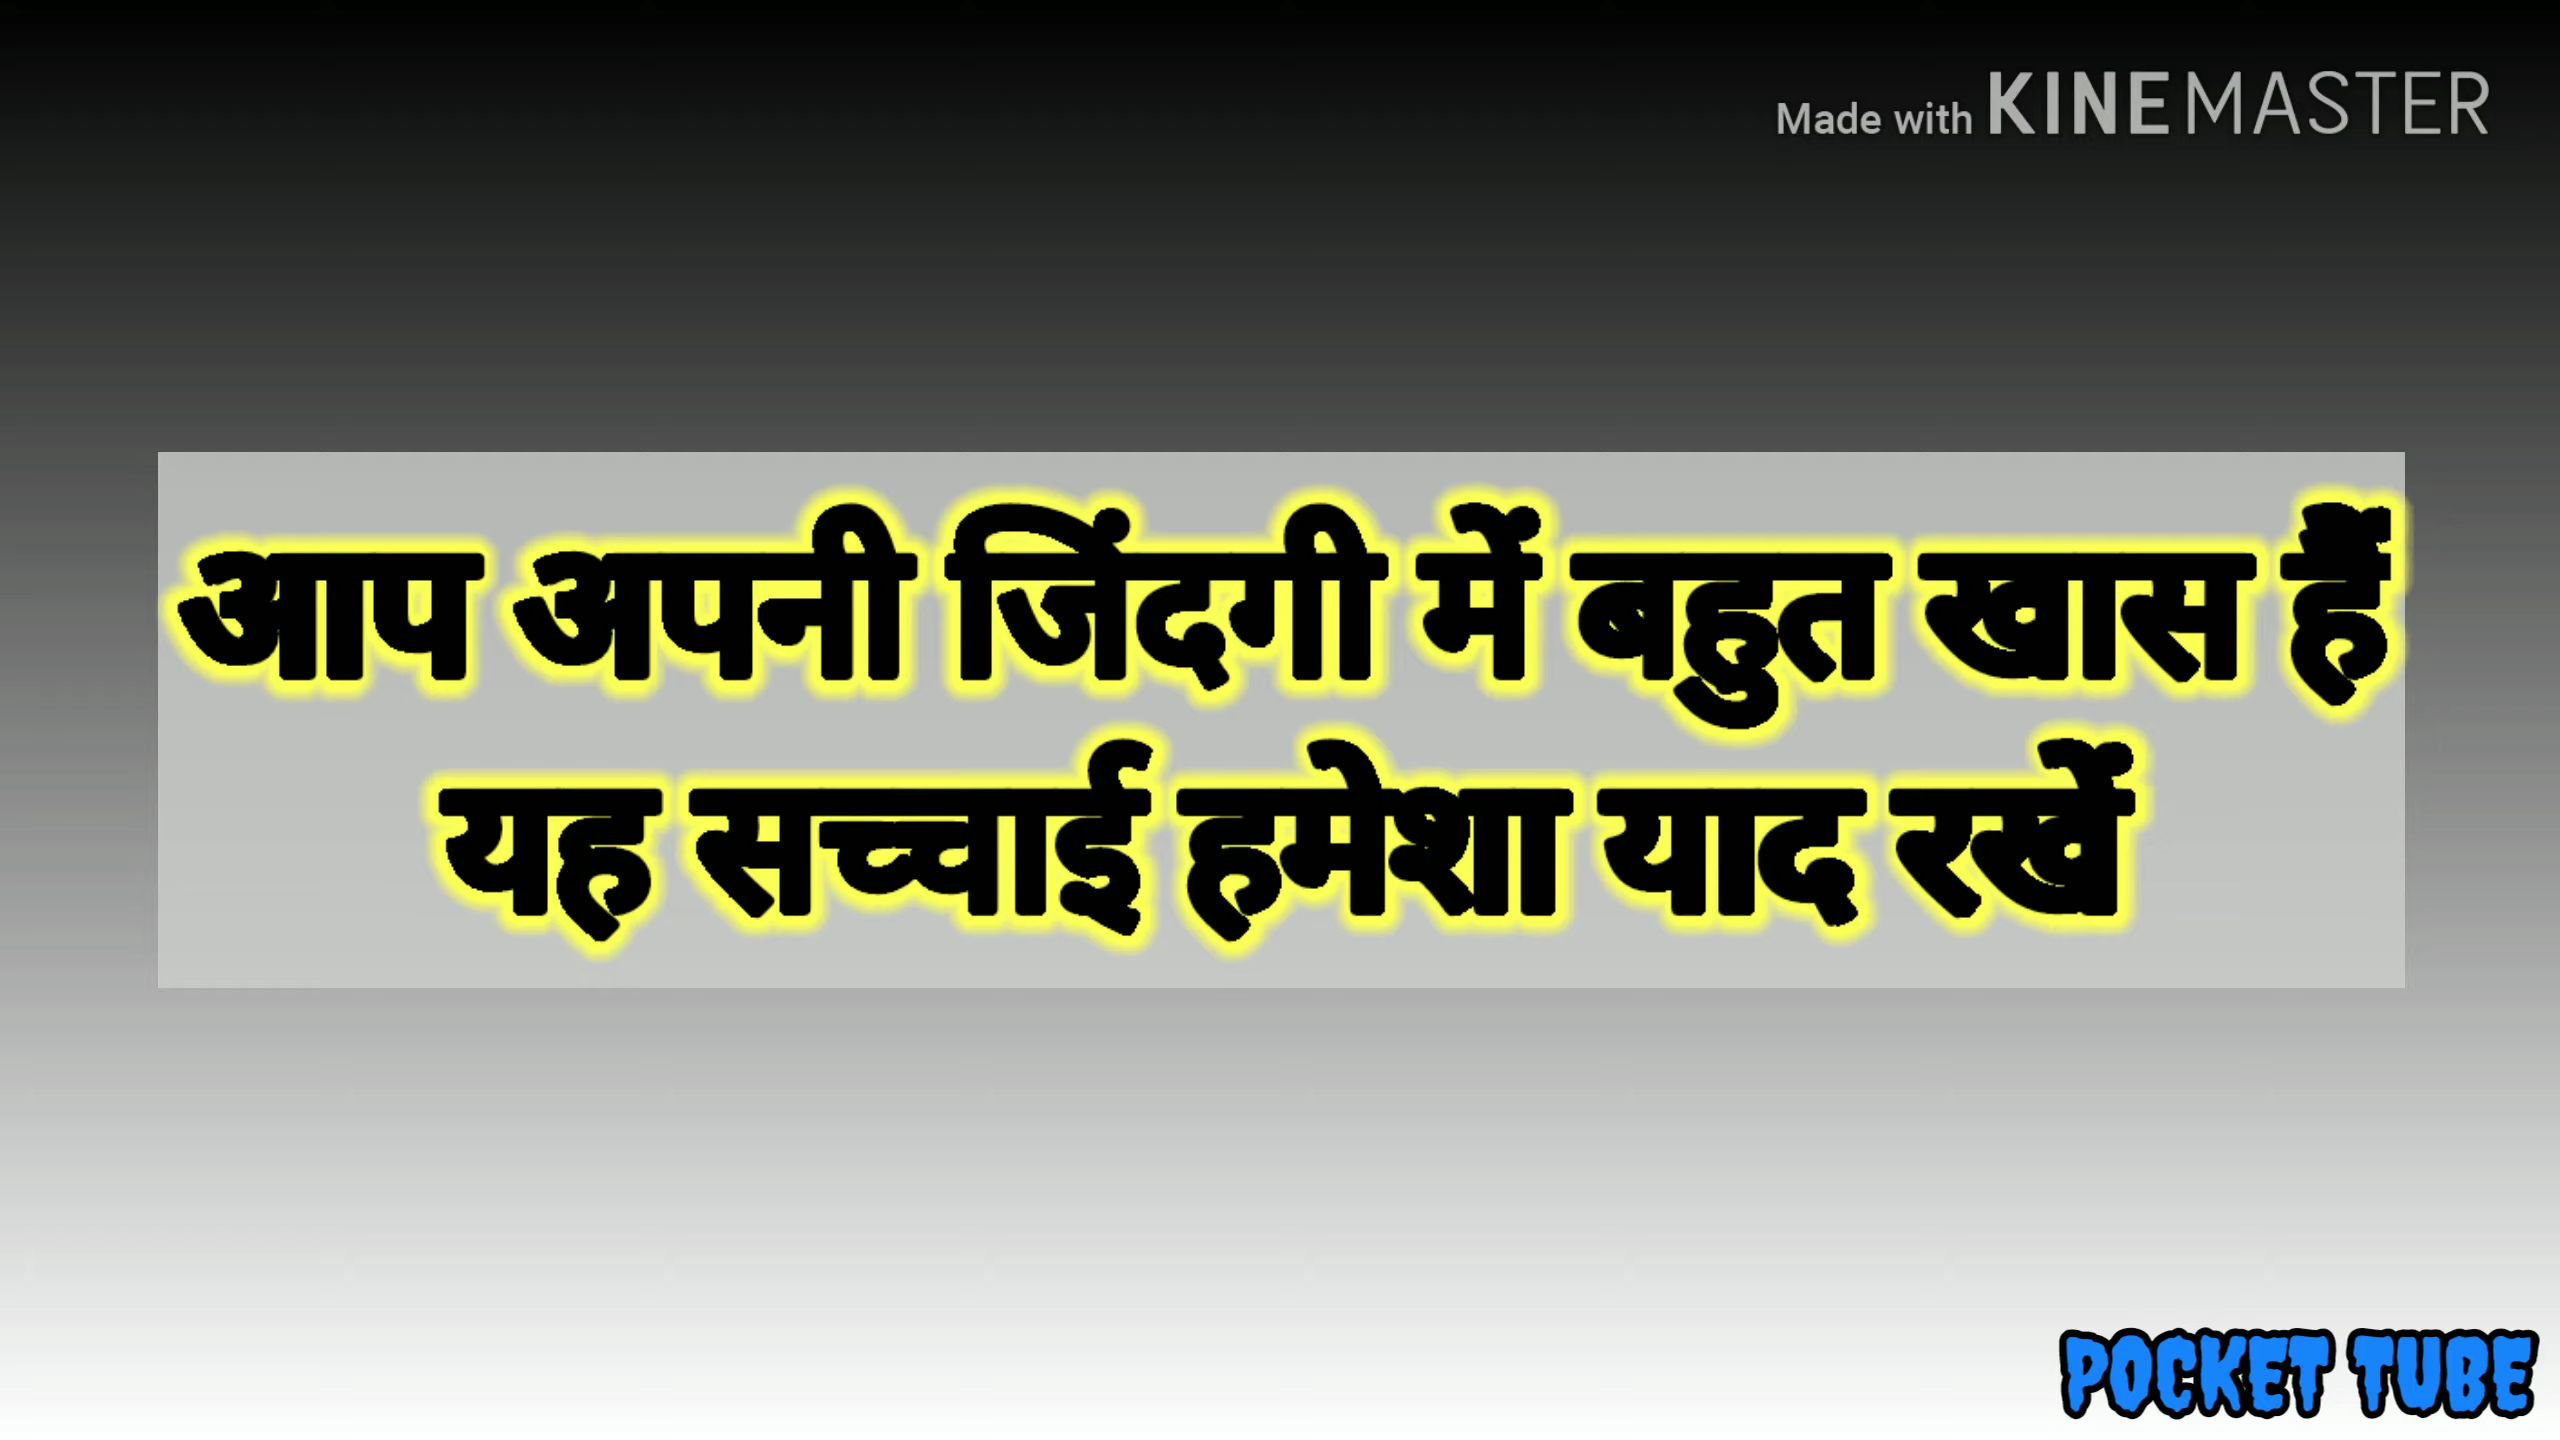 Made with KINEMASTER
आप अपनी जिंदगी में बहुत खास हैं
यह सच्चाई हमेशा याद रखें
POCKET TUBE